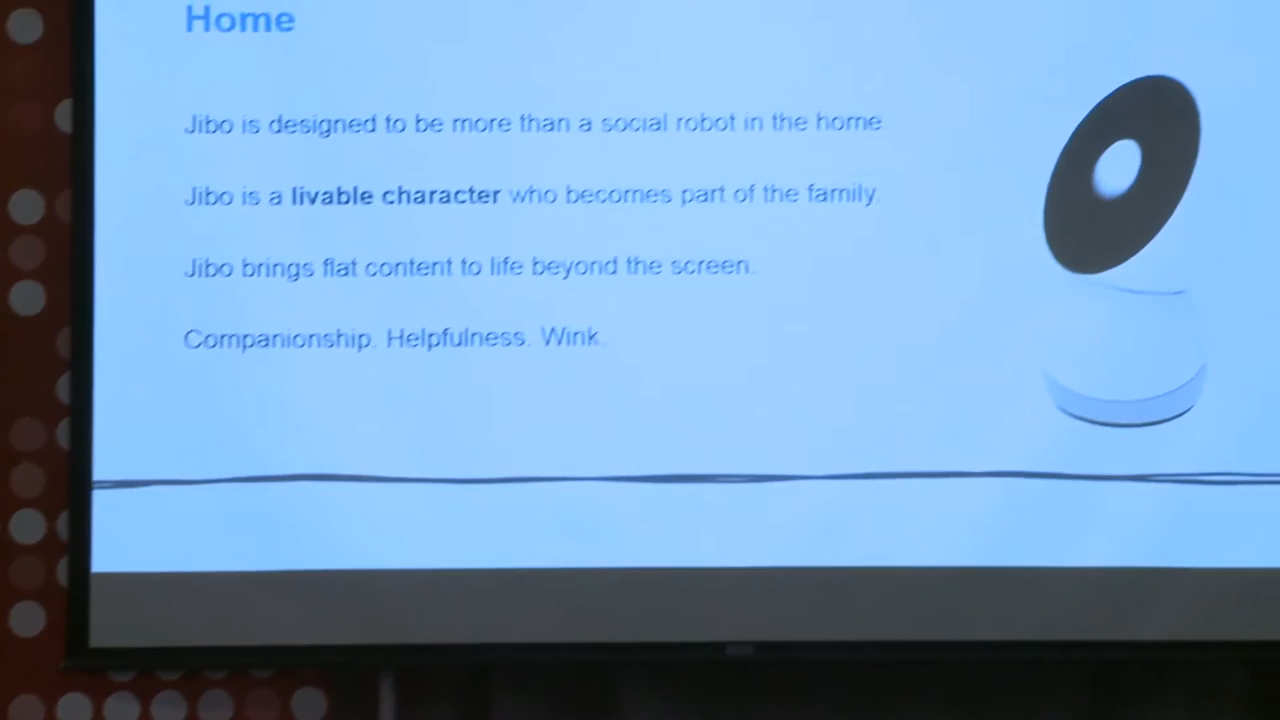 Home
Jibo is designed to be more than a social robot in the home
Jibo is a livable character who becomes part of the family.
Jibo brings flat content to life beyond the screen.
Companionship. Helpfulness. Wink.